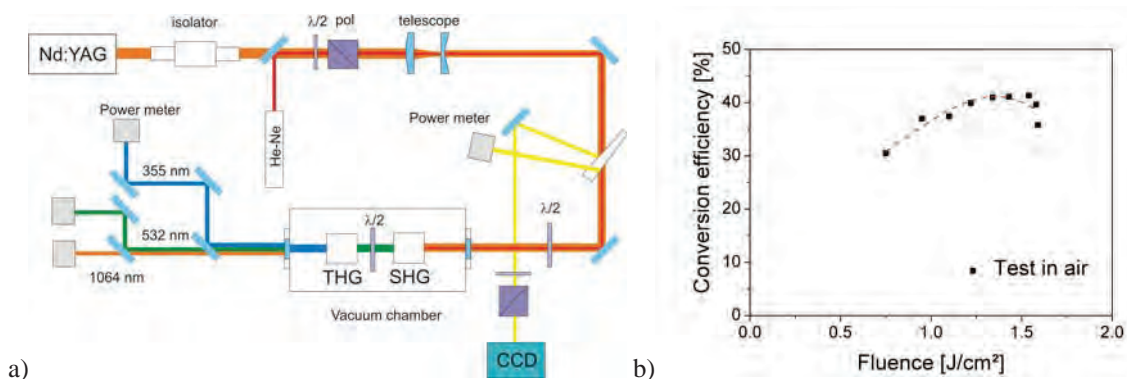 isolator
λ/2 pol
telescope
Nd:YAG
Power meter
He-Ne
Power meter
355 nm
λ/2
λ/2
532 nm
1064 nm
THG
SHG
Vacuum chamber
CCD
a)
50
40
30
20
10
0
Conversion efficiency [%]
Test in air
0.0
0.5
1.0
1.5
2.0
Fluence [J/cm²]
b)